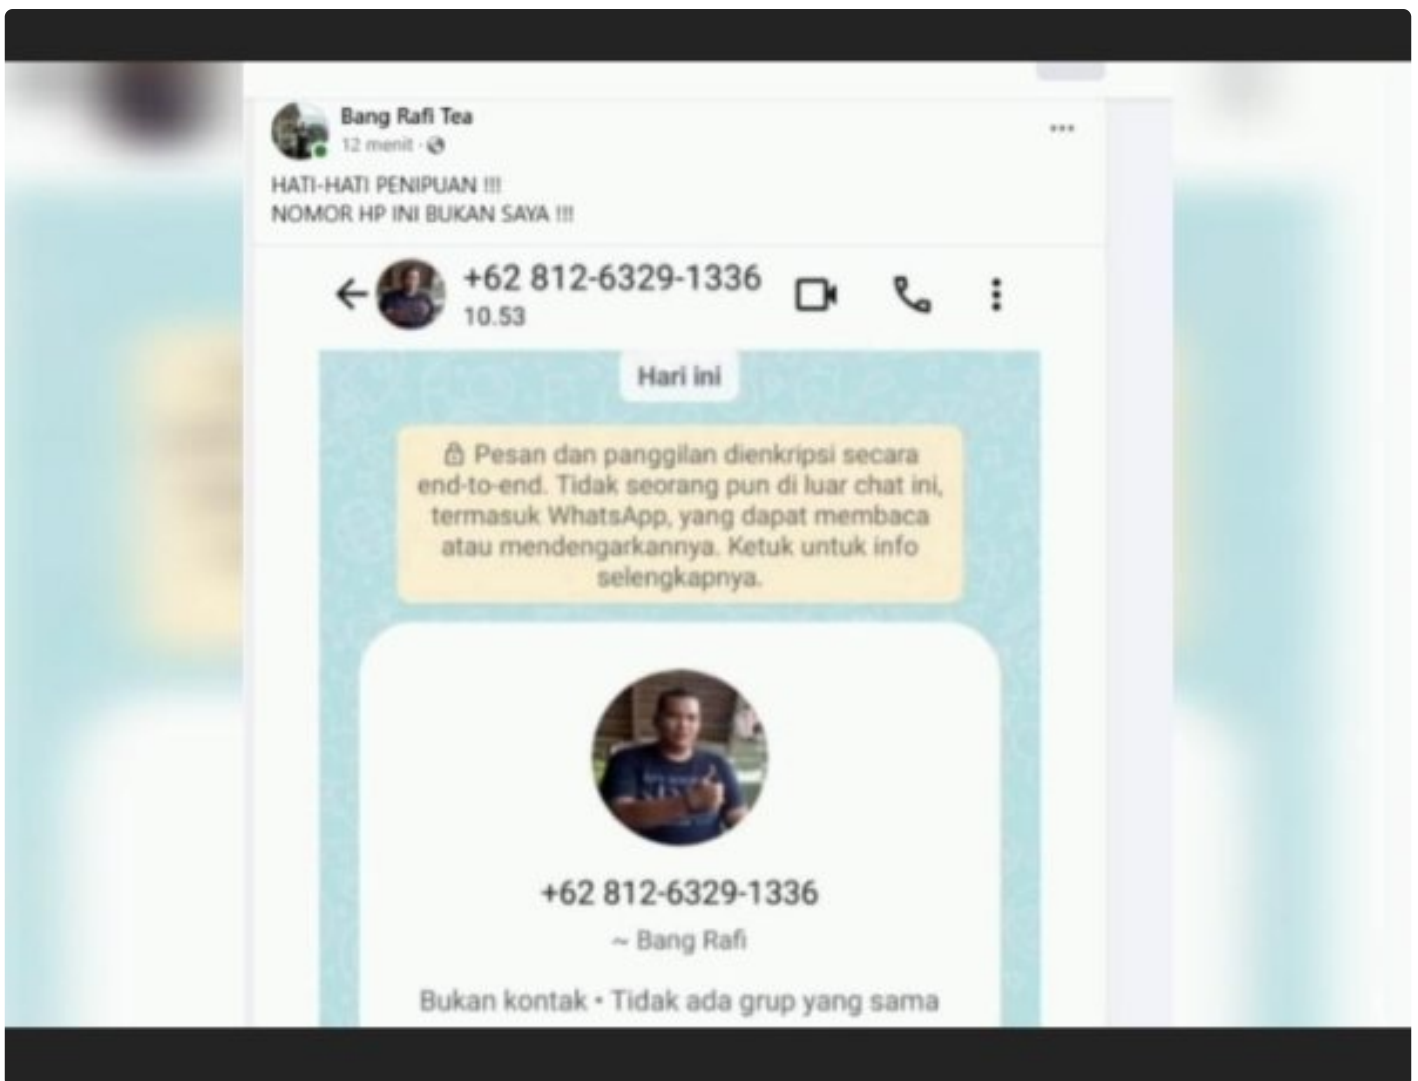 Bang Rafi Tea
12 menit ·
HATI-HATI PENIPUAN !!!
NOMOR HP INI BUKAN SAYA !!!
+62 812-6329-1336
10.53
Hari ini
Pesan dan panggilan dienkripsi secara
end-to-end. Tidak seorang pun di luar chat ini,
termasuk WhatsApp, yang dapat membaca
atau mendengarkannya. Ketuk untuk info
selengkapnya.
+62 812-6329-1336
~ Bang Rafi
Bukan kontak • Tidak ada grup yang sama